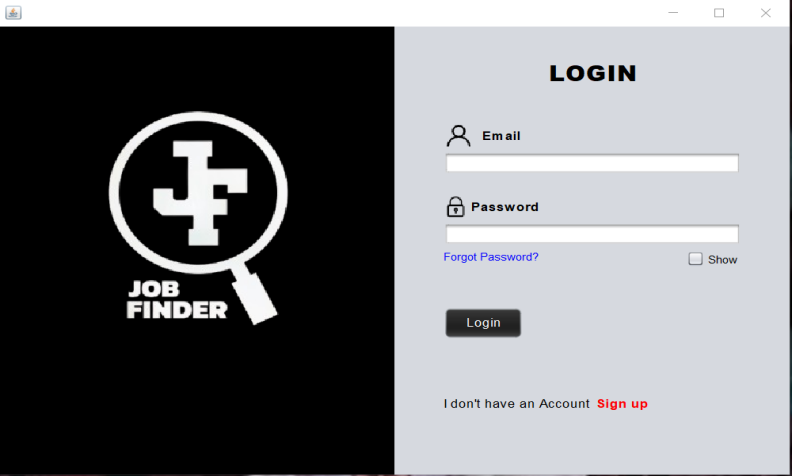 JF
JOB
FINDER
LOGIN
Email
Password
Forgot Password?
Show
Login
I don't have an Account Sign up